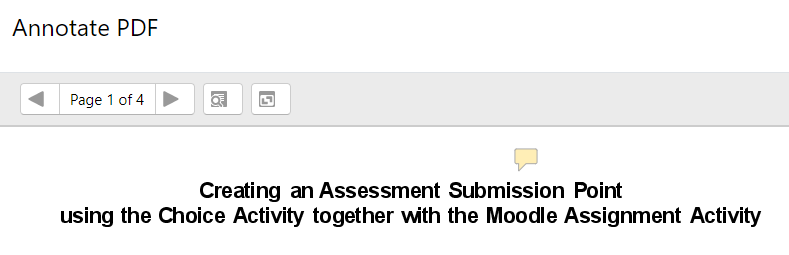 Annotate PDF
Page 1 of 4
Creating an Assessment Submission Point
using the Choice Activity together with the Moodle Assignment Activity